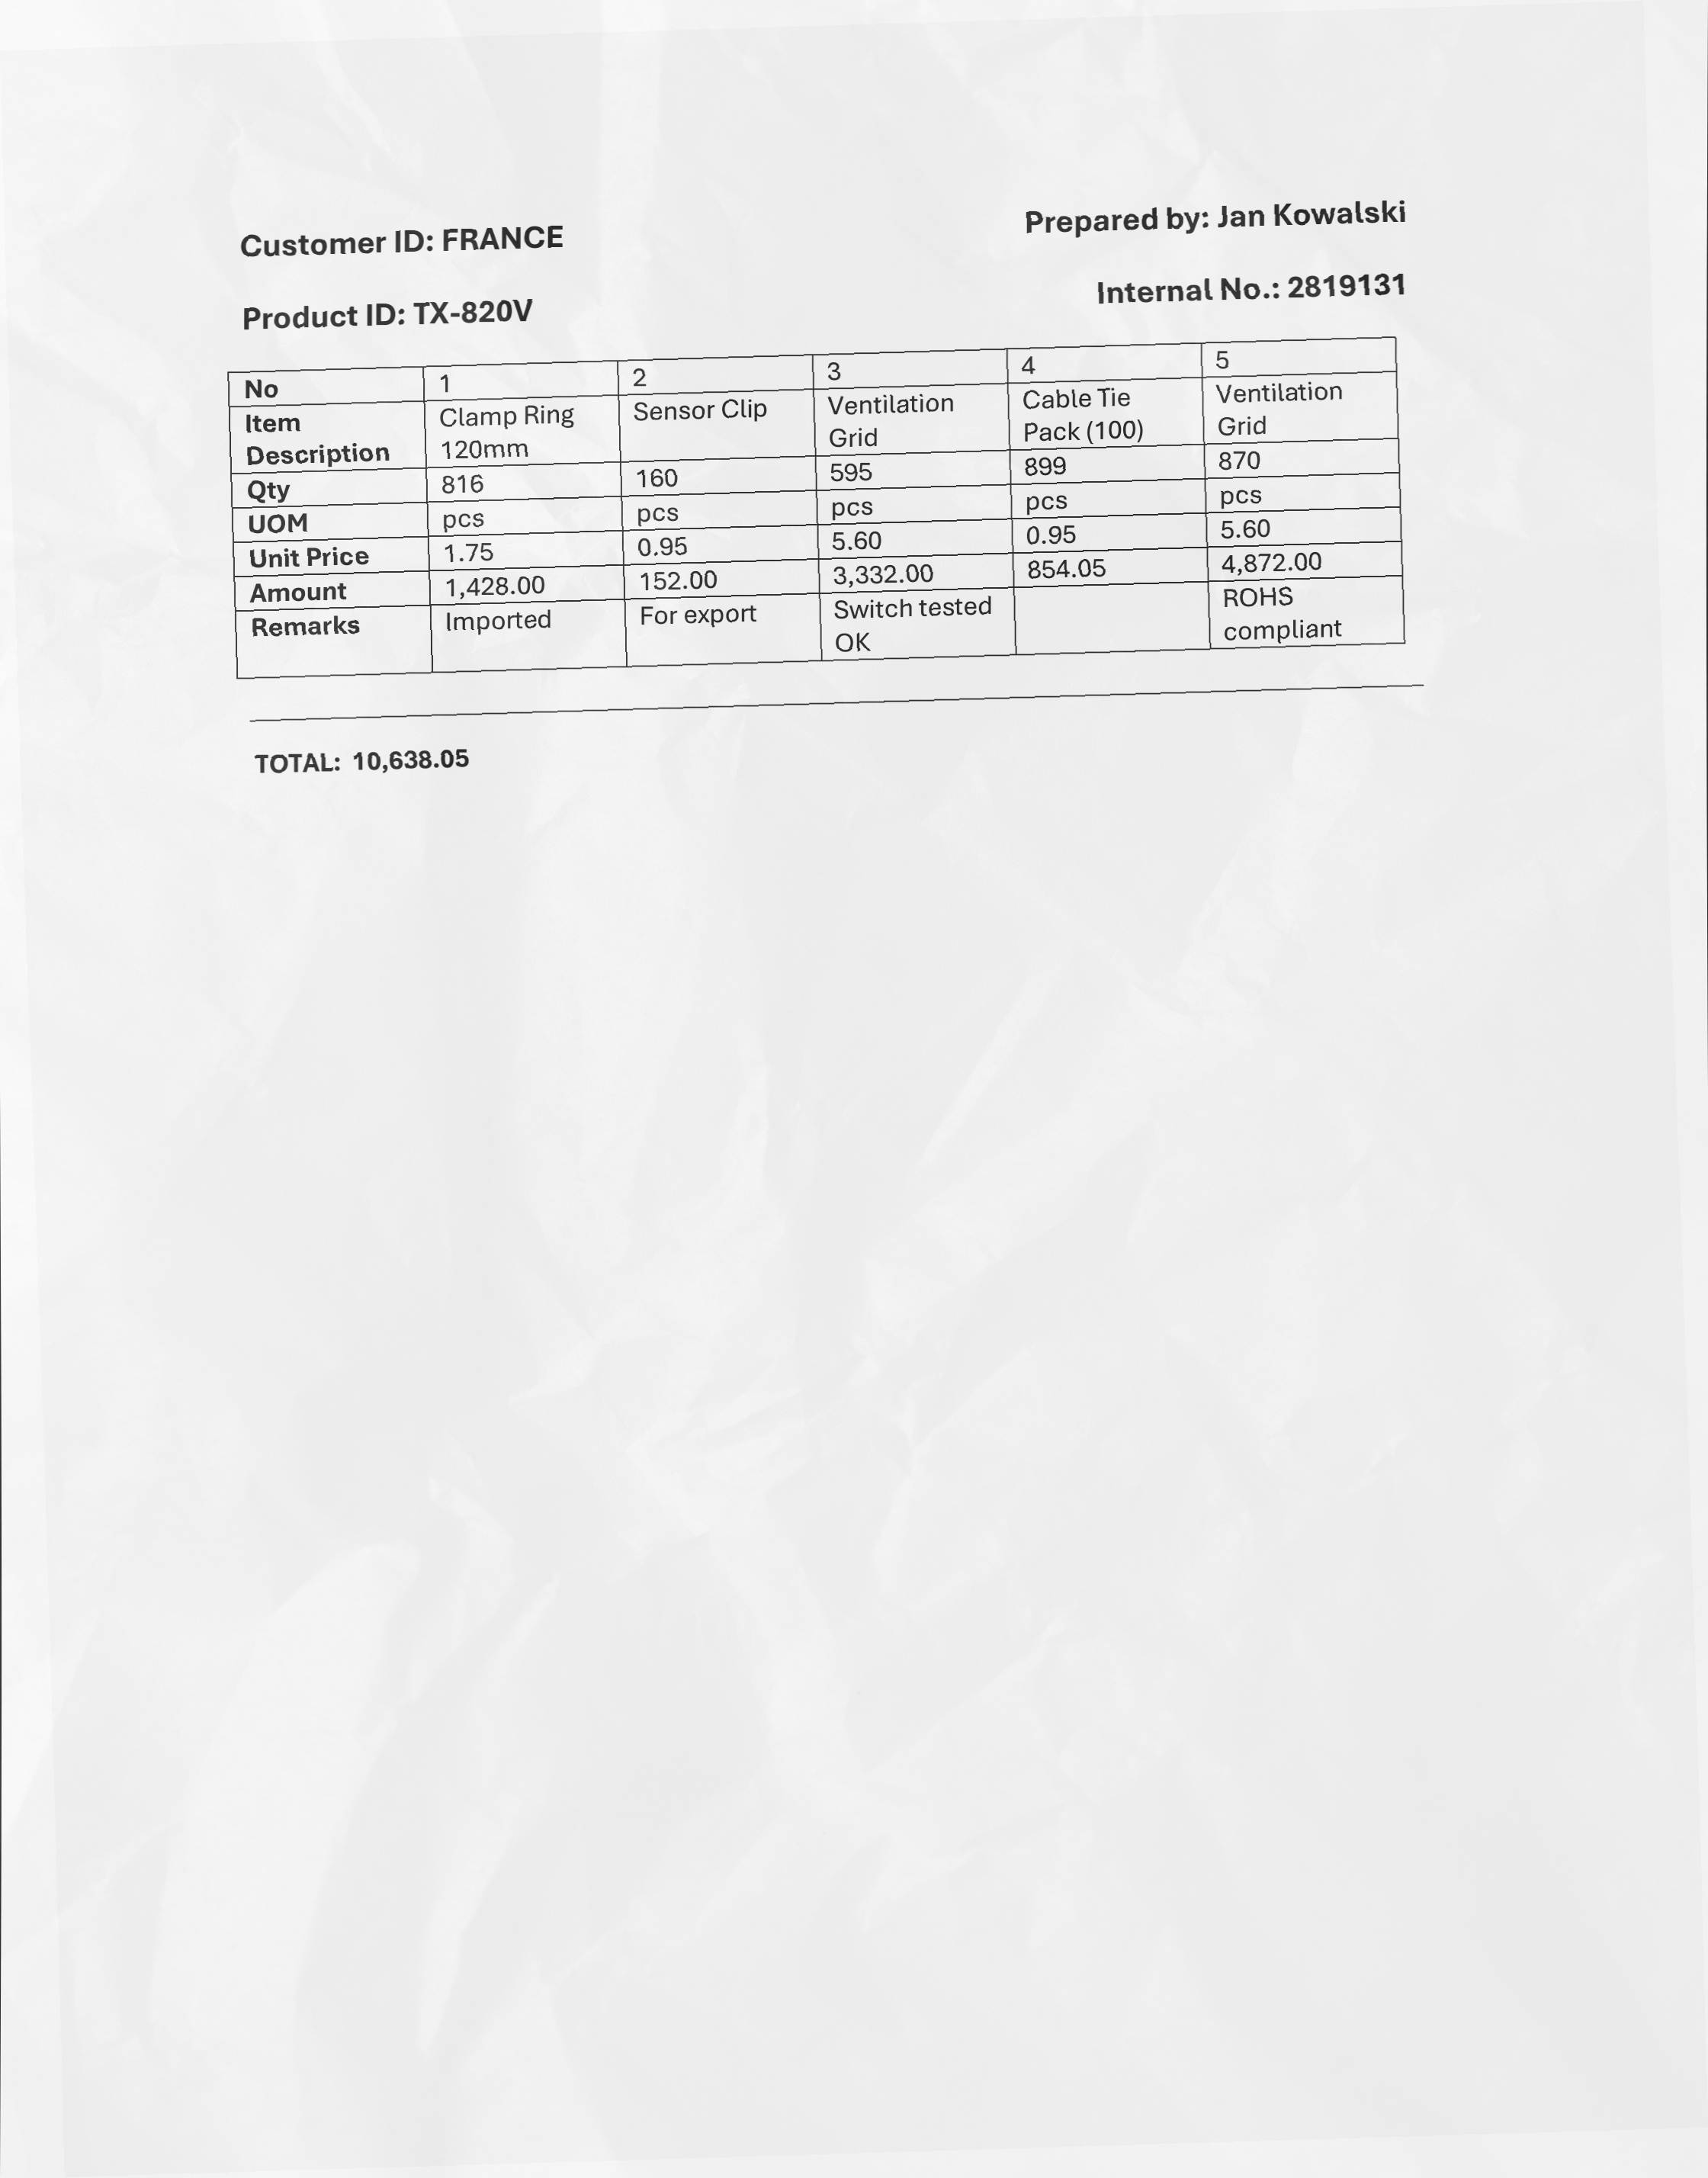 Customer ID: FRANCE
Prepared by: Jan Kowalski
Product ID: TX-820V
Internal No.: 2819131
No 1 2 3 4 5
Item Description Clamp Ring 120mm Sensor Clip Ventilation Grid Cable Tie Pack (100) Ventilation Grid
Qty 816 160 595 899 870
UOM pcs pcs pcs pcs pcs
Unit Price 1.75 0.95 5.60 0.95 5.60
Amount 1,428.00 152.00 3,332.00 854.05 4,872.00
Remarks Imported For export Switch tested OK ROHS compliant
TOTAL: 10,638.05